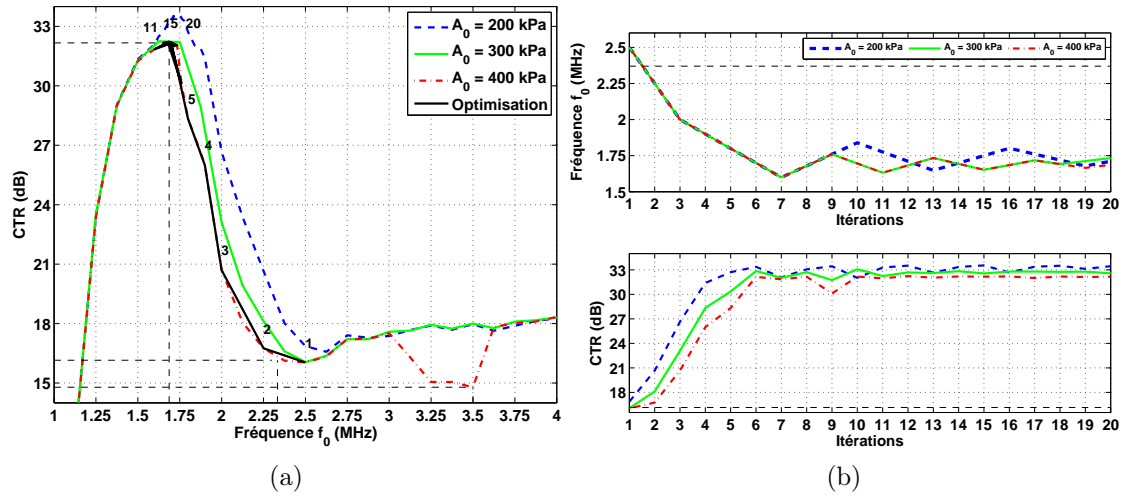 33
30
27
24
21
18
15
CTR (dB)
11 15 20
5
4
3
2
1
A0 = 200 kPa
A0 = 300 kPa
A0 = 400 kPa
Optimisation
1 1.25 1.5 1.75 2 2.25 2.5 2.75 3 3.25 3.5 3.75 4
Fréquence f0 (MHz)
(a)
A0 = 200 kPa A0 = 300 kPa A0 = 400 kPa
2.5
2
1.75
1.5
Fréquence f0 (MHz)
1 2 3 4 5 6 7 8 9 10 11 12 13 14 15 16 17 18 19 20
Itérations
33
30
27
24
21
18
CTR (dB)
1 2 3 4 5 6 7 8 9 10 11 12 13 14 15 16 17 18 19 20
Itérations
(b)